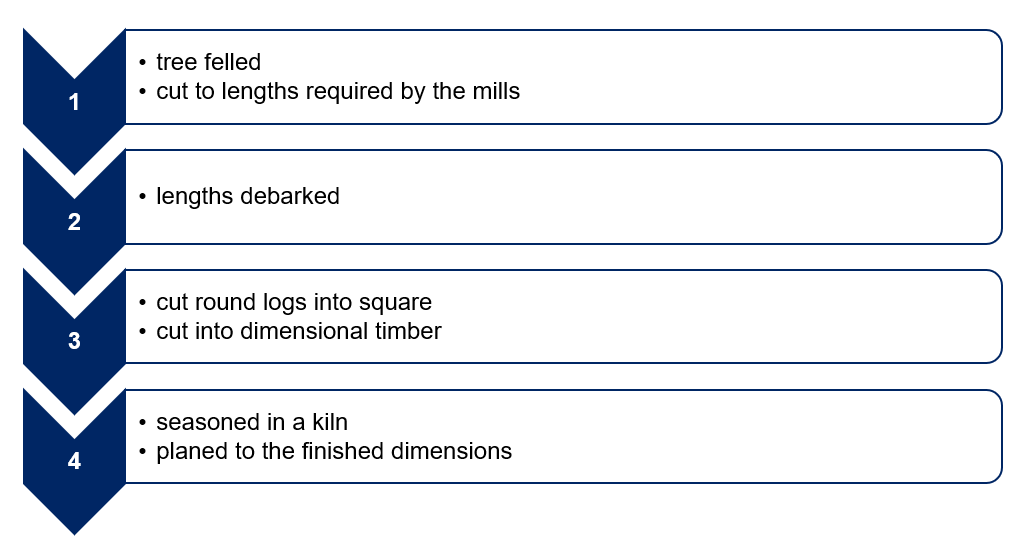 1
• tree felled
• cut to lengths required by the mills
2
• lengths debarked
3
• cut round logs into square
• cut into dimensional timber
4
• seasoned in a kiln
• planed to the finished dimensions